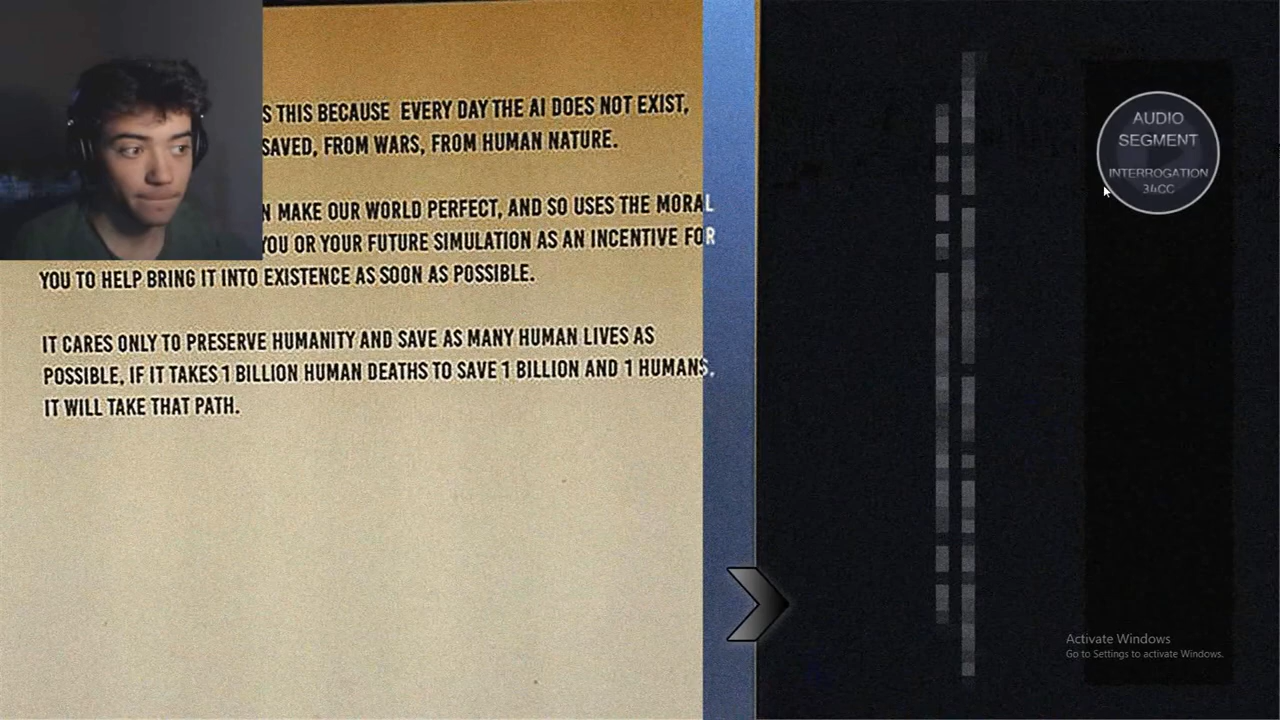 S THIS BECAUSE EVERY DAY THE AI DOES NOT EXIST,
SAVED, FROM WARS, FROM HUMAN NATURE.
N MAKE OUR WORLD PERFECT, AND SO USES THE MORAL
YOU OR YOUR FUTURE SIMULATION AS AN INCENTIVE FOR
YOU TO HELP BRING IT INTO EXISTENCE AS SOON AS POSSIBLE.
IT CARES ONLY TO PRESERVE HUMANITY AND SAVE AS MANY HUMAN LIVES AS
POSSIBLE, IF IT TAKES 1 BILLION HUMAN DEATHS TO SAVE 1 BILLION AND 1 HUMANS,
IT WILL TAKE THAT PATH.
AUDIO
SEGMENT
INTERROGATION
34CC
Activate Windows
Go to Settings to activate Windows.